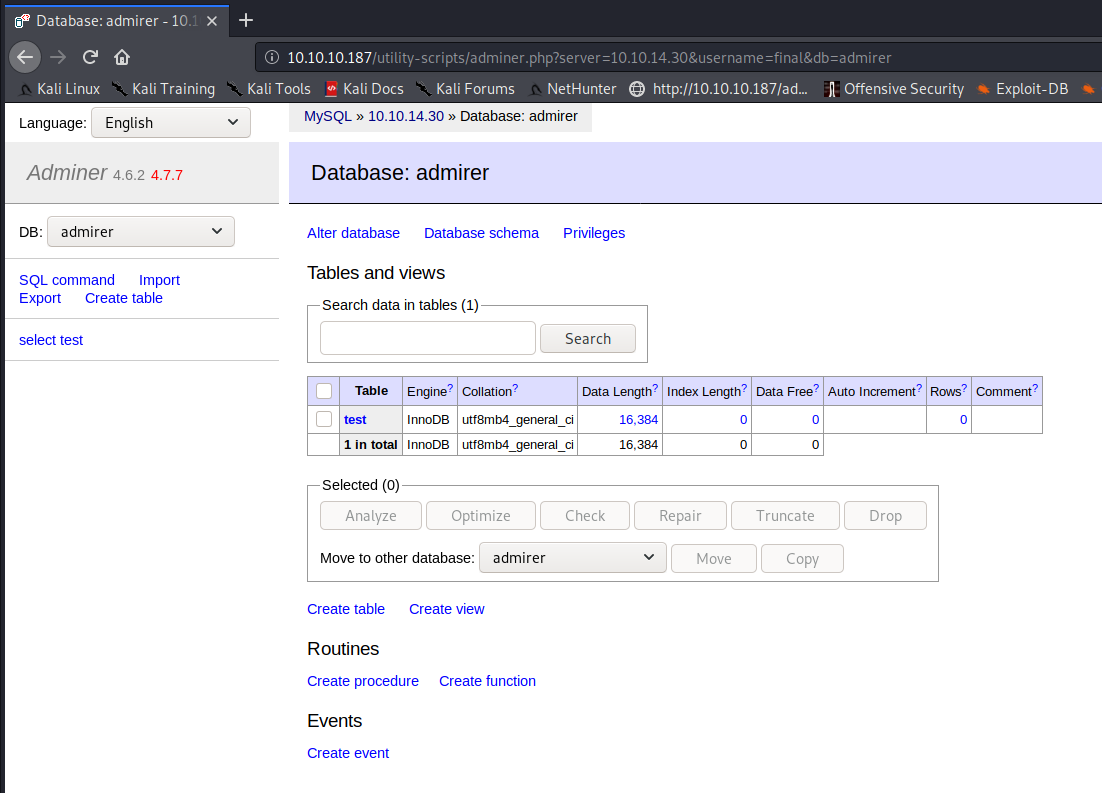 Database: admirer - 10.1
10.10.10.187/utility-scripts/adminer.php?server=10.10.14.30&username=final&db=admirer
Kali Linux Kali Training Kali Tools Kali Docs Kali Forums NetHunter http://10.10.10.187/ad... Offensive Security Exploit-DB
Language: English
MySQL » 10.10.14.30 » Database: admirer
Adminer 4.6.2 4.7.7
Database: admirer
DB: admirer
Alter database Database schema Privileges
SQL command Import
Export Create table
select test
Tables and views
Search data in tables (1)
Search
Table Engine? Collation? Data Length? Index Length? Data Free? Auto Increment? Rows? Comment?
test InnoDB utf8mb4_general_ci 16,384 0 0 0
1 in total InnoDB utf8mb4_general_ci 16,384 0 0
Selected (0)
Analyze Optimize Check Repair Truncate Drop
Move to other database: admirer Move Copy
Create table Create view
Routines
Create procedure Create function
Events
Create event